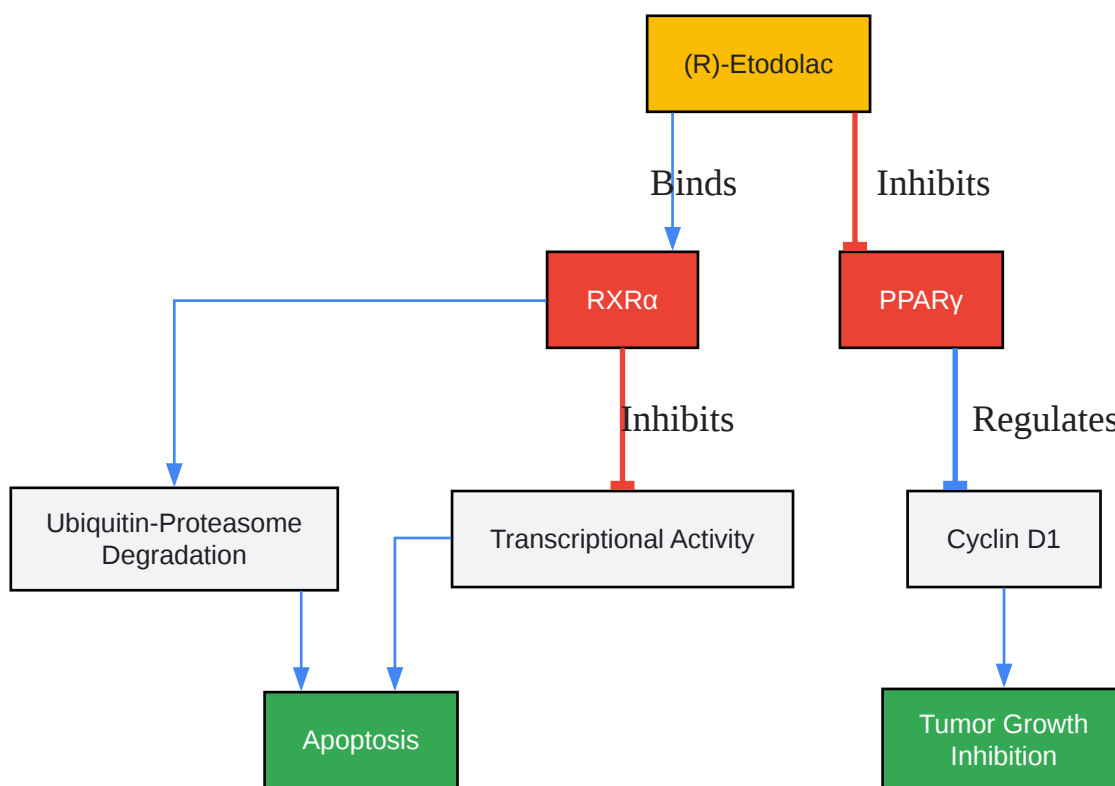 (R)-Etodolac
Binds
Inhibits
RXRα
PPARγ
Inhibits
Regulates
Ubiquitin-Proteasome
Degradation
Transcriptional Activity
Cyclin D1
Apoptosis
Tumor Growth
Inhibition